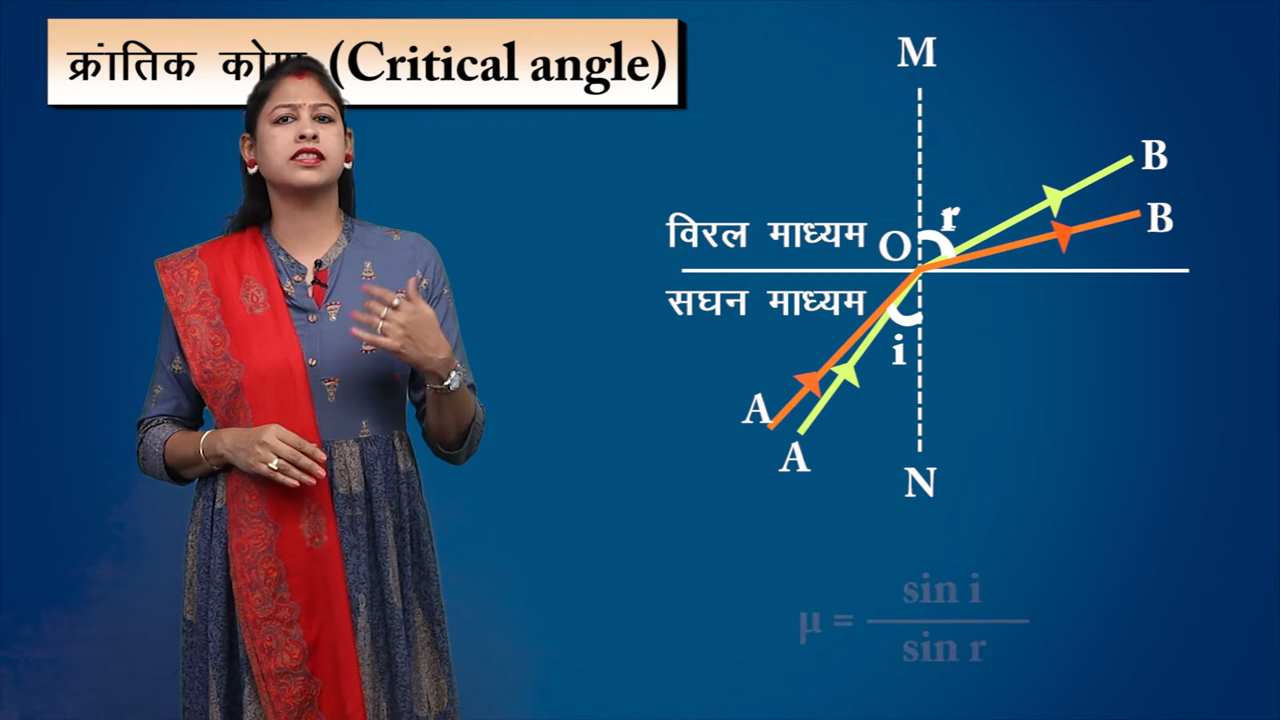 क्रांतिक कोण (Critical angle)
M
B
B
r
विरल माध्यम O
सघन माध्यम
i
A
A
N
μ = sin i
sin r